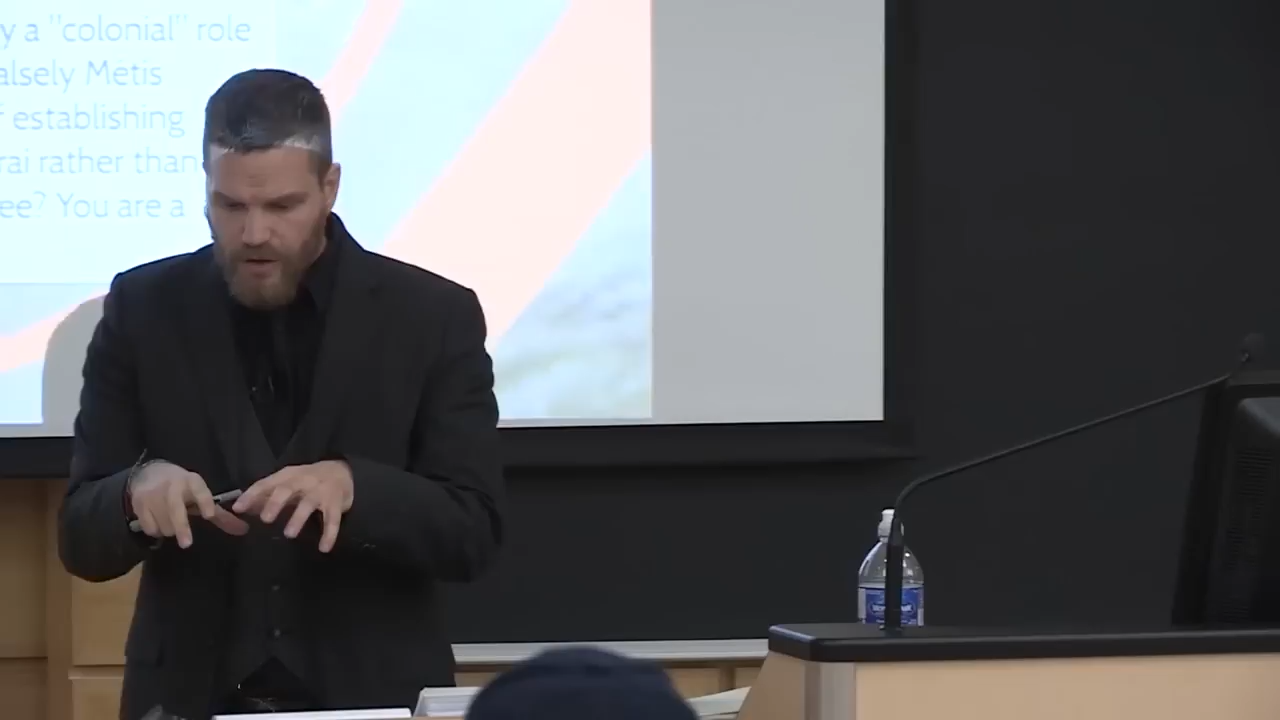 y a "colonial" role
alsely Metis
f establishing
rai rather than
ee? You are a